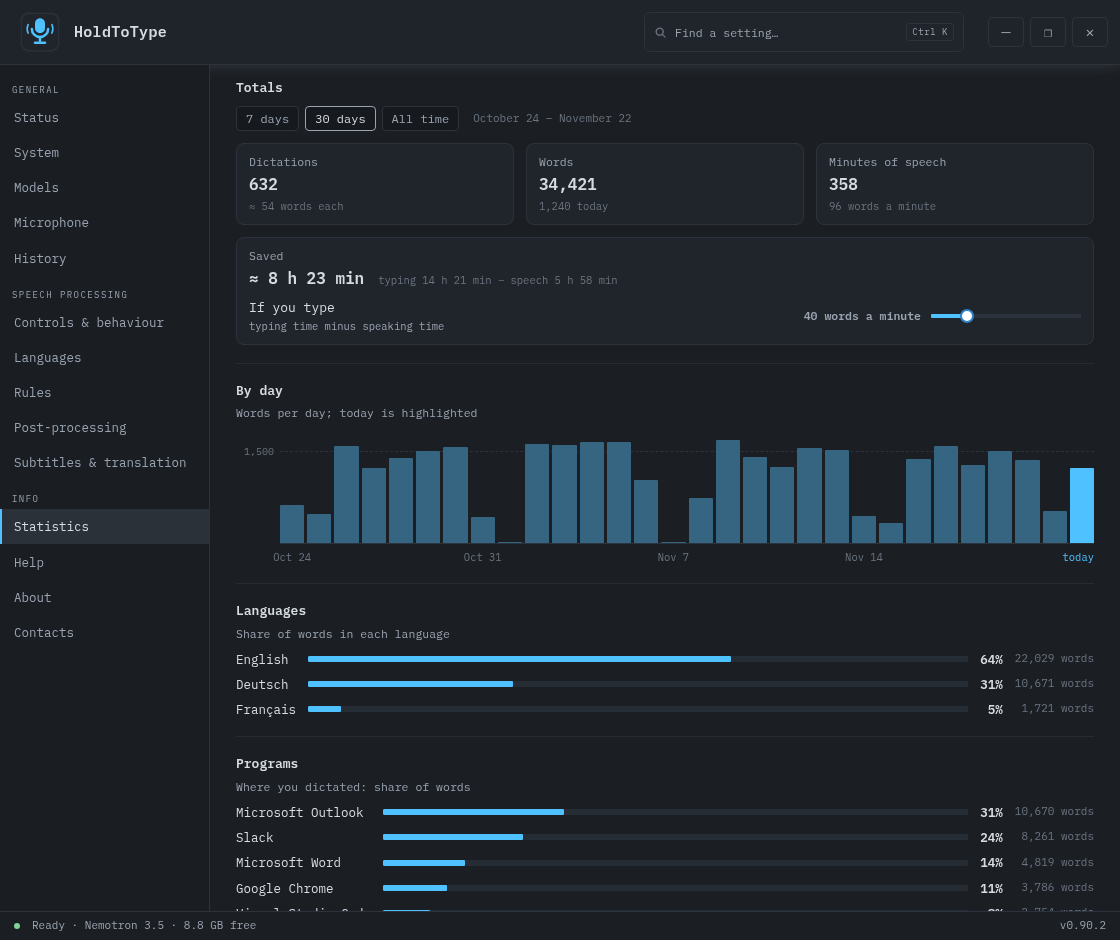 HoldToType
Find a setting…
Ctrl K
GENERAL
Status
System
Models
Microphone
History
SPEECH PROCESSING
Controls & behaviour
Languages
Rules
Post-processing
Subtitles & translation
INFO
Statistics
Help
About
Contacts
Totals
7 days
30 days
All time
October 24 – November 22
Dictations
632
≈ 54 words each
Words
34,421
1,240 today
Minutes of speech
358
96 words a minute
Saved
≈ 8 h 23 min typing 14 h 21 min – speech 5 h 58 min
If you type
typing time minus speaking time
40 words a minute
By day
Words per day; today is highlighted
1,500
Oct 24 Oct 31 Nov 7 Nov 14 today
Languages
Share of words in each language
English 64% 22,029 words
Deutsch 31% 10,671 words
Français 5% 1,721 words
Programs
Where you dictated: share of words
Microsoft Outlook 31% 10,670 words
Slack 24% 8,261 words
Microsoft Word 14% 4,819 words
Google Chrome 11% 3,786 words
Ready · Nemotron 3.5 · 8.8 GB free
v0.90.2